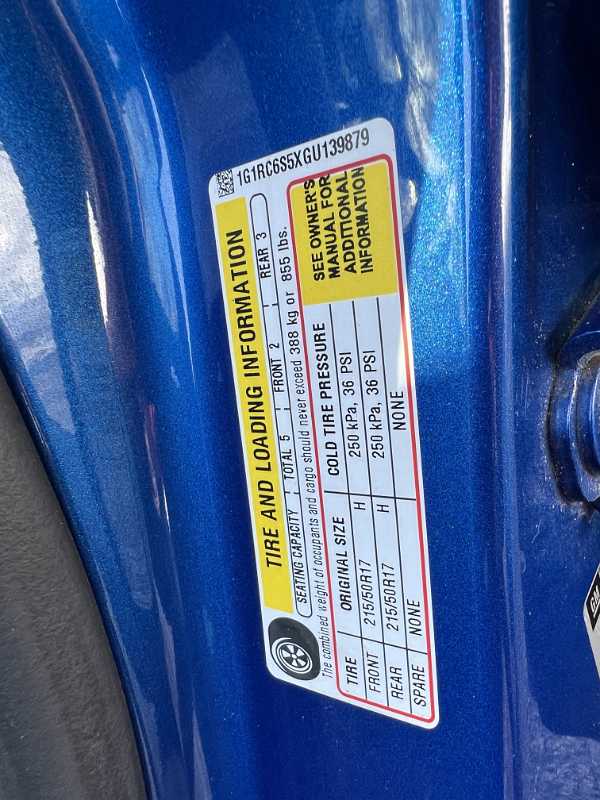 1G1RC6S5XGU139879
TIRE AND LOADING INFORMATION
SEATING CAPACITY TOTAL 5 FRONT 2 REAR 3
The combined weight of occupants and cargo should never exceed 388 kg or 855 lbs.
TIRE ORIGINAL SIZE COLD TIRE PRESSURE
FRONT 215/50R17 H 250 kPa, 36 PSI
REAR 215/50R17 H 250 kPa, 36 PSI
SPARE NONE NONE
SEE OWNER'S
MANUAL FOR
ADDITIONAL
INFORMATION
GM